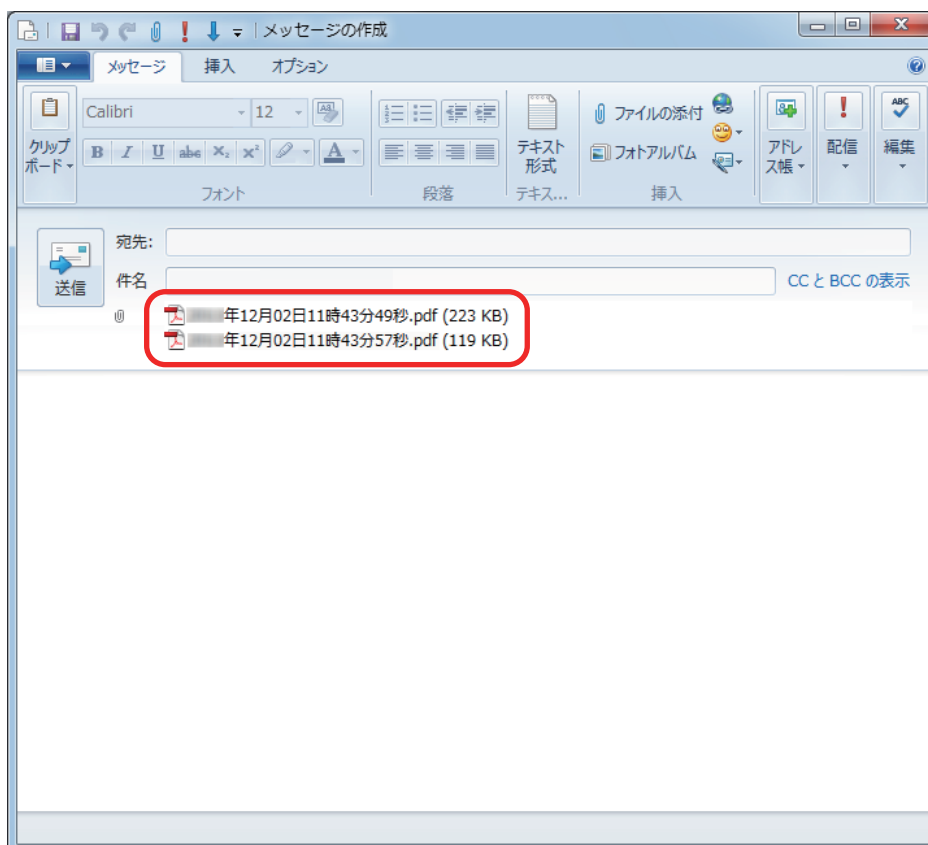 メッセージの作成
メッセージ 挿入 オプション
Calibri 12
ABC
ファイルの添付
フォトアルバム
クリップボード
B I U abc X₂ X² A
テキスト形式
アドレス帳
配信
編集
フォント 段落 テキス... 挿入
宛先:
送信
件名 CC と BCC の表示
年12月02日11時43分49秒.pdf (223 KB)
年12月02日11時43分57秒.pdf (119 KB)